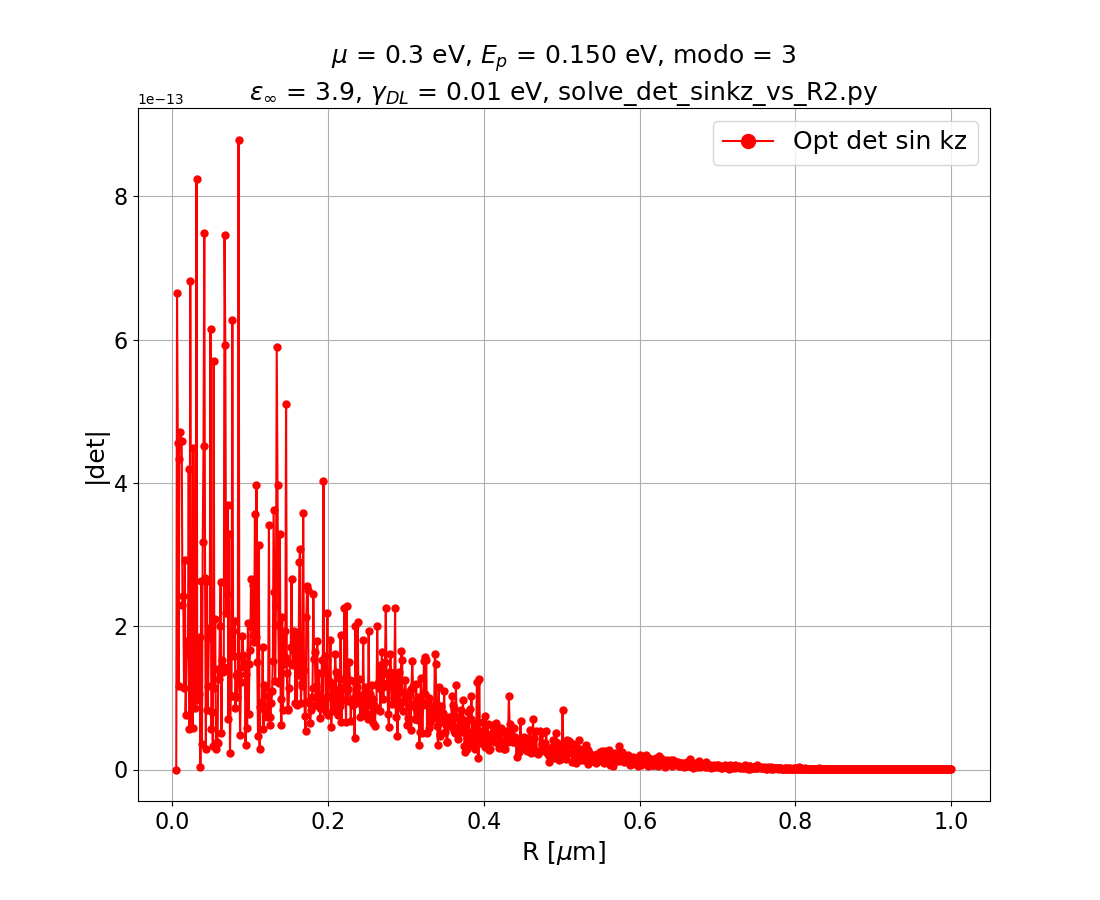 μ = 0.3 eV, E_p = 0.150 eV, modo = 3
ε_∞ = 3.9, γ_DL = 0.01 eV, solve_det_sinkz_vs_R2.py
1e−13
Opt det sin kz
8
6
4
2
0
|det|
0.0 0.2 0.4 0.6 0.8 1.0
R [μm]